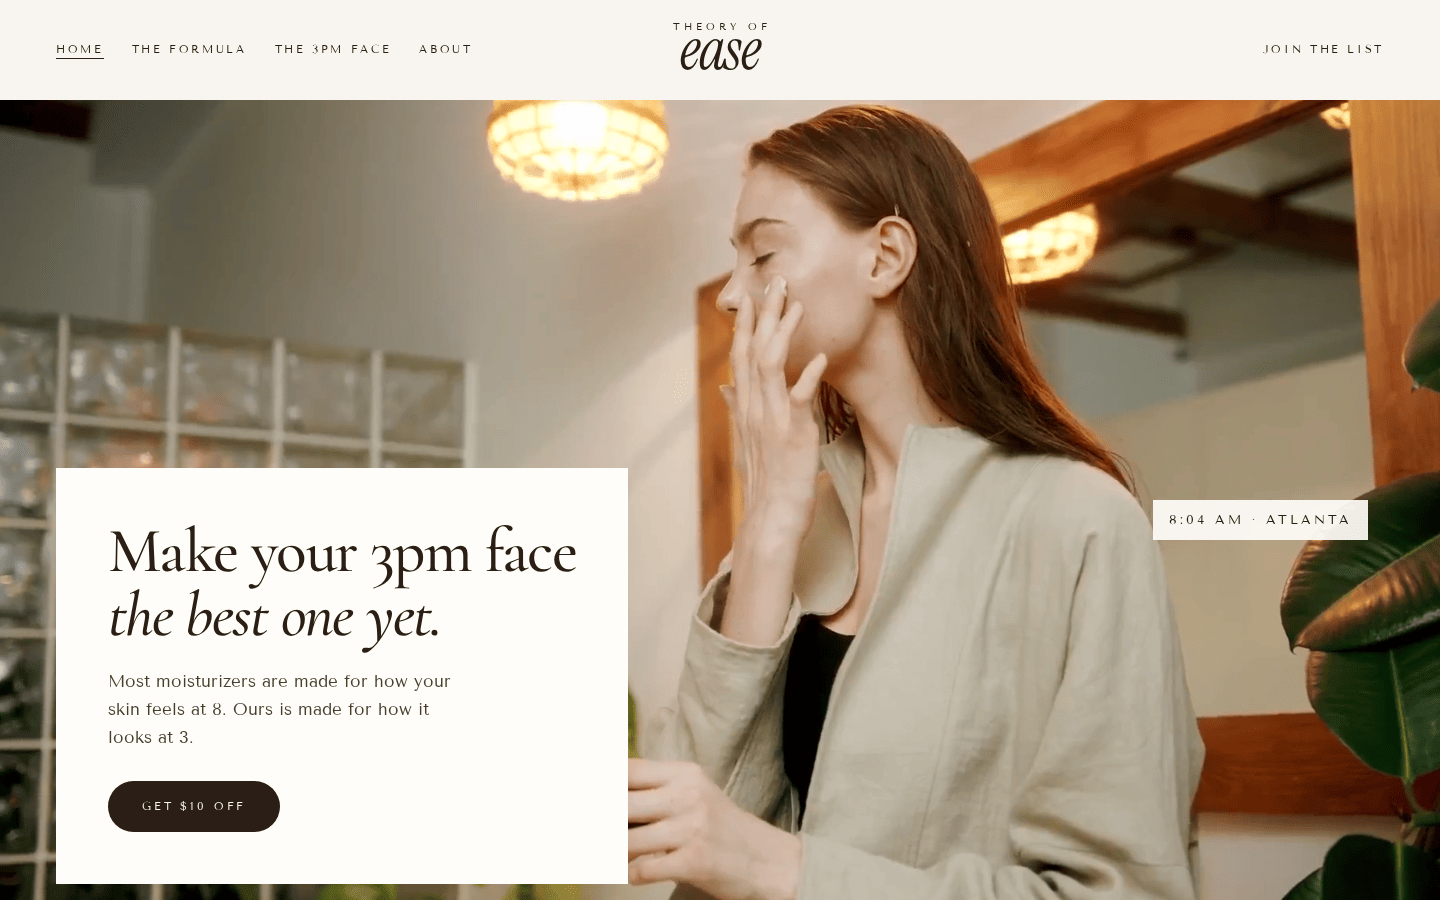 HOME
THE FORMULA
THE 3PM FACE
ABOUT
THEORY OF
ease
JOIN THE LIST
8:04 AM · ATLANTA
Make your 3pm face
the best one yet.
Most moisturizers are made for how your
skin feels at 8. Ours is made for how it
looks at 3.
GET $10 OFF